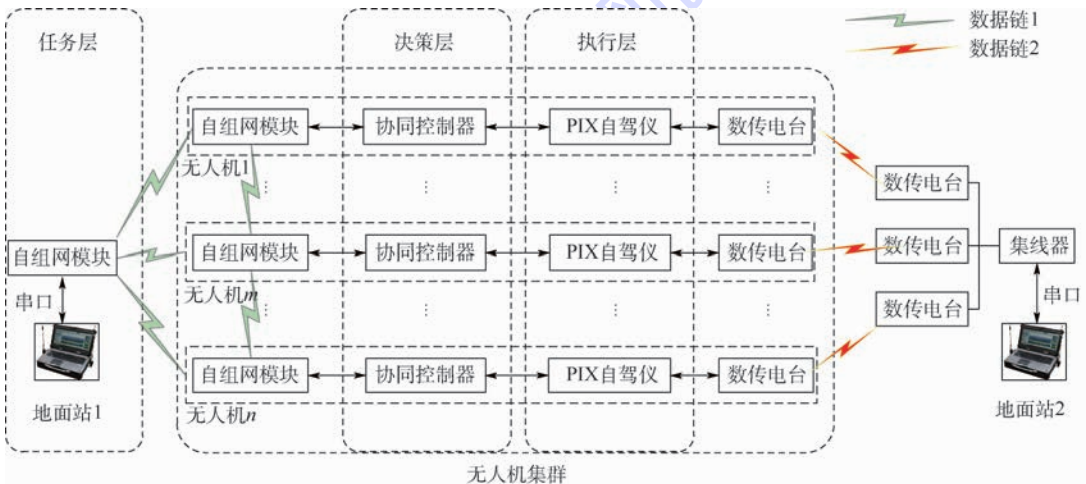 任务层
决策层
执行层
数据链1
数据链2
自组网模块
协同控制器
PIX自驾仪
数传电台
无人机1
数传电台
自组网模块
自组网模块
协同控制器
PIX自驾仪
数传电台
数传电台
集线器
无人机m
串口
串口
数传电台
自组网模块
协同控制器
PIX自驾仪
数传电台
无人机n
地面站1
地面站2
无人机集群